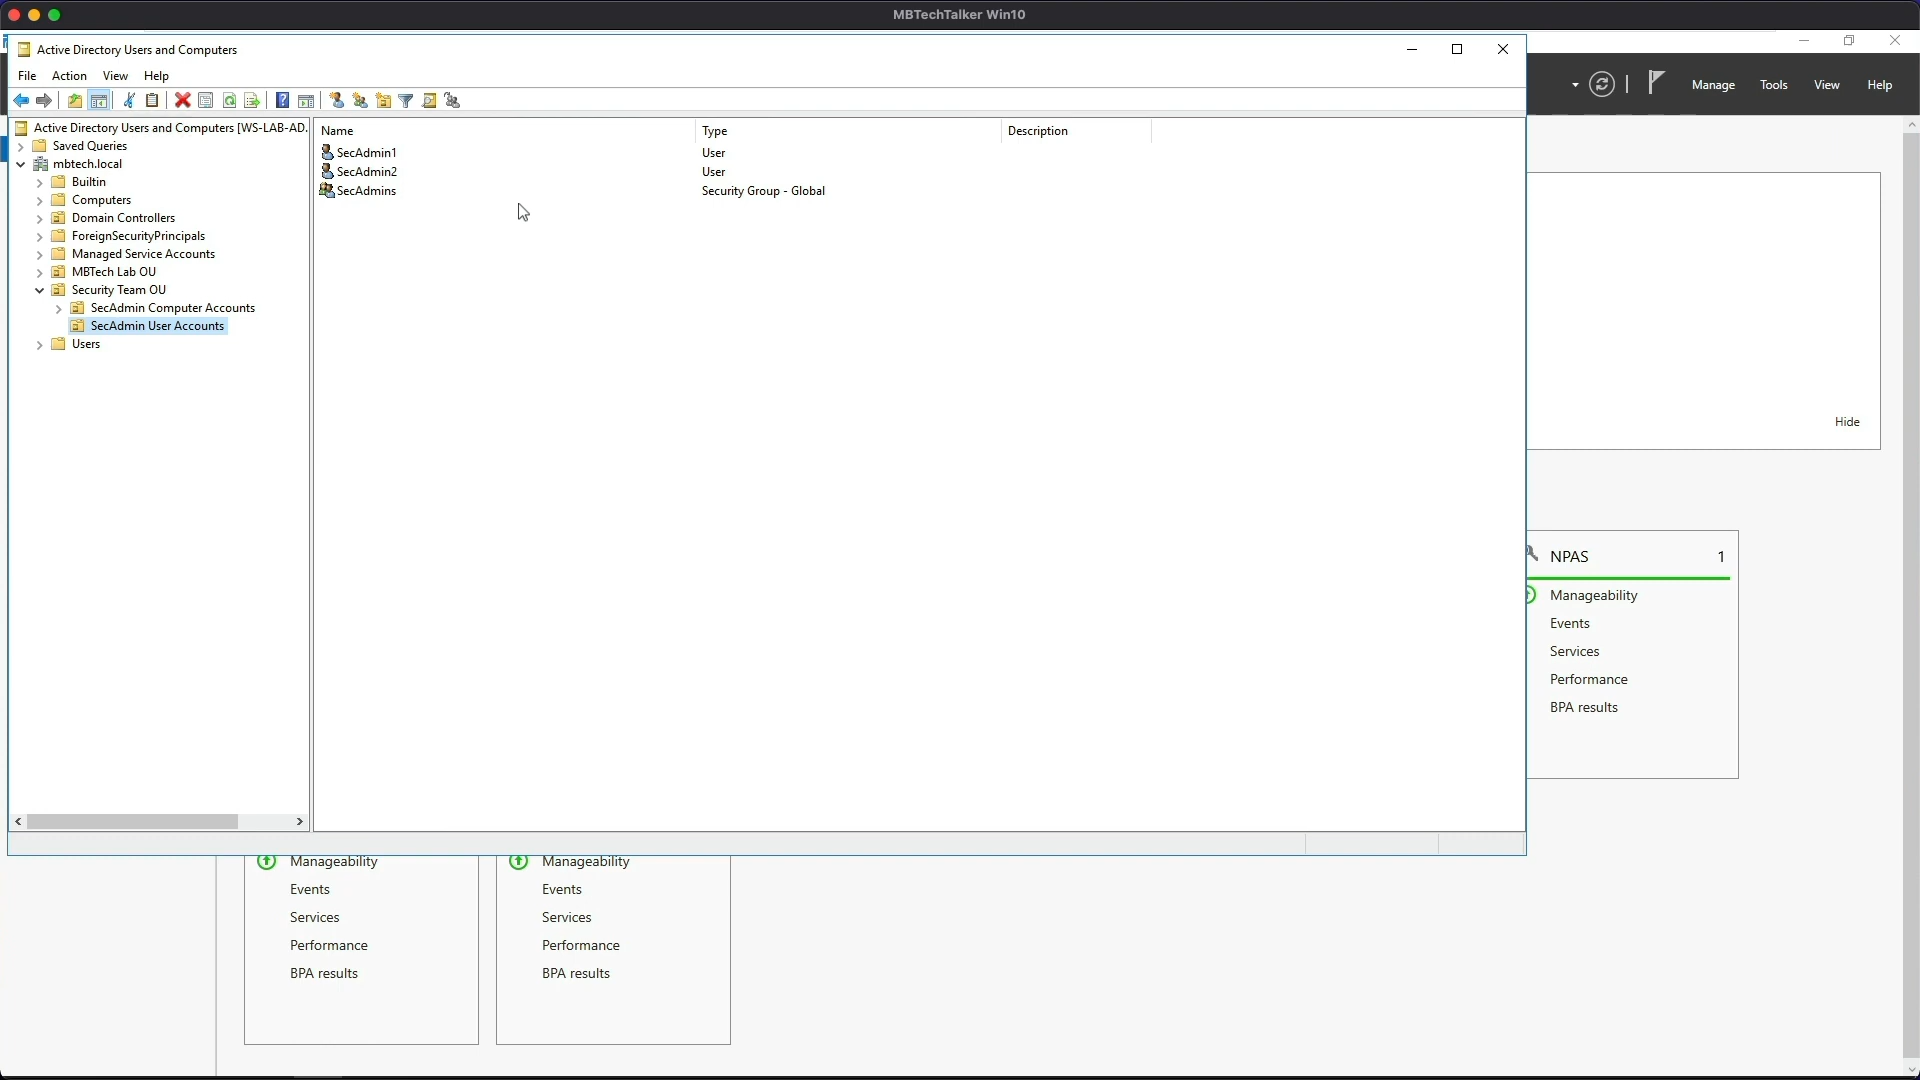 MBTechTalker Win10
Active Directory Users and Computers
File Action View Help
Manage Tools View Help
Active Directory Users and Computers [WS-LAB-AD.
Saved Queries
mbtech.local
Builtin
Computers
Domain Controllers
ForeignSecurityPrincipals
Managed Service Accounts
MBTech Lab OU
Security Team OU
SecAdmin Computer Accounts
SecAdmin User Accounts
Users
Name Type Description
SecAdmin1 User
SecAdmin2 User
SecAdmins Security Group - Global
Hide
NPAS 1
Manageability
Events
Services
Performance
BPA results
Manageability
Events
Services
Performance
BPA results
Manageability
Events
Services
Performance
BPA results